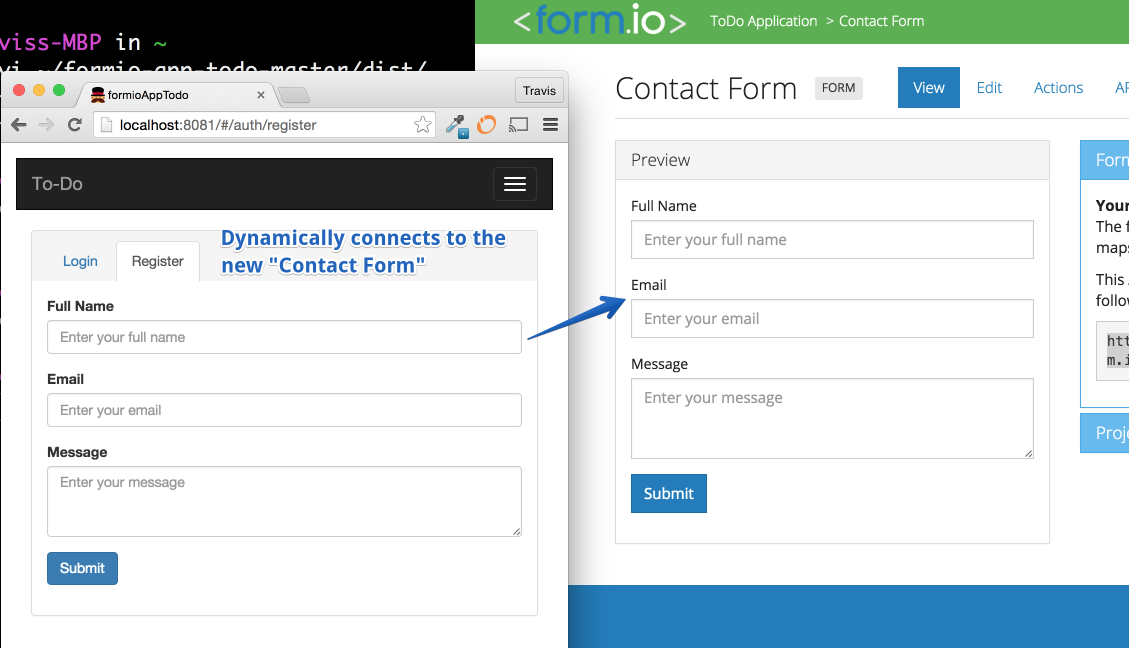 viss-MBP in ~
vi ~/formio-app-todo-master/dist/
formioAppTodo
Travis
localhost:8081/#/auth/register
To-Do
Login
Register
Dynamically connects to the
new "Contact Form"
Full Name
Enter your full name
Email
Enter your email
Message
Enter your message
Submit
<form.io>
ToDo Application > Contact Form
Contact Form
FORM
View
Edit
Actions
AP
Preview
Full Name
Enter your full name
Email
Enter your email
Message
Enter your message
Submit
Form
Your
The f
maps
This
follow
htt
m.i
Proje